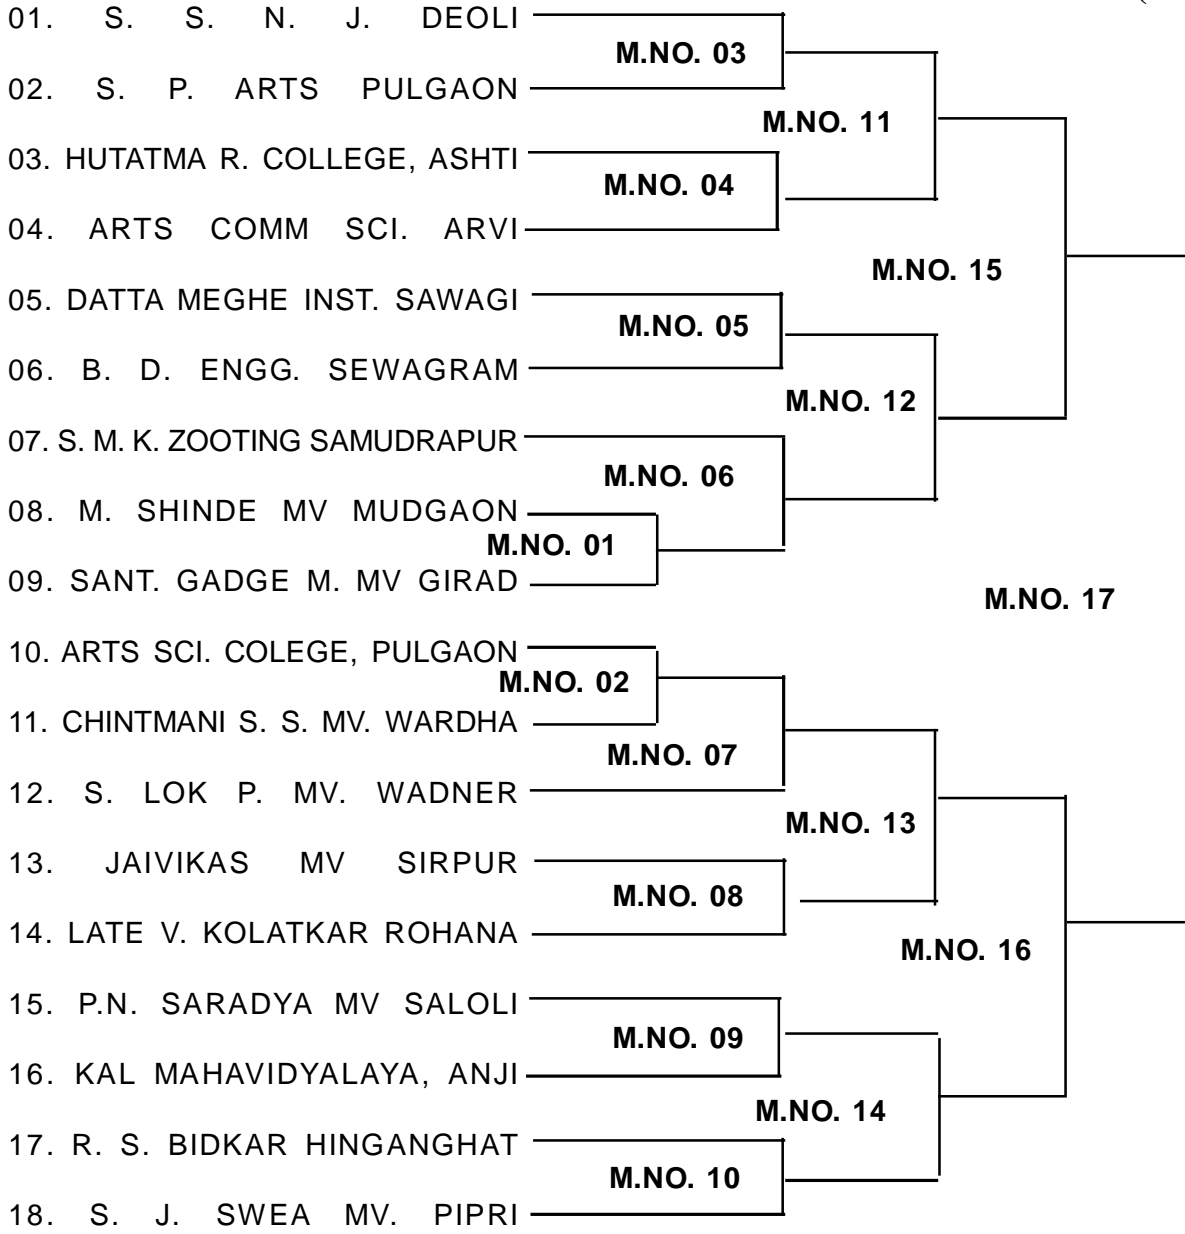 (
01. S. S. N. J. DEOLI
M.NO. 03
02. S. P. ARTS PULGAON
M.NO. 11
03. HUTATMA R. COLLEGE, ASHTI
M.NO. 04
04. ARTS COMM SCI. ARVI
M.NO. 15
05. DATTA MEGHE INST. SAWAGI
M.NO. 05
06. B. D. ENGG. SEWAGRAM
M.NO. 12
07. S. M. K. ZOOTING SAMUDRAPUR
M.NO. 06
08. M. SHINDE MV MUDGAON
M.NO. 01
09. SANT. GADGE M. MV GIRAD
M.NO. 17
10. ARTS SCI. COLEGE, PULGAON
M.NO. 02
11. CHINTMANI S. S. MV. WARDHA
M.NO. 07
12. S. LOK P. MV. WADNER
M.NO. 13
13. JAIVIKAS MV SIRPUR
M.NO. 08
14. LATE V. KOLATKAR ROHANA
M.NO. 16
15. P.N. SARADYA MV SALOLI
M.NO. 09
16. KAL MAHAVIDYALAYA, ANJI
M.NO. 14
17. R. S. BIDKAR HINGANGHAT
M.NO. 10
18. S. J. SWEA MV. PIPRI